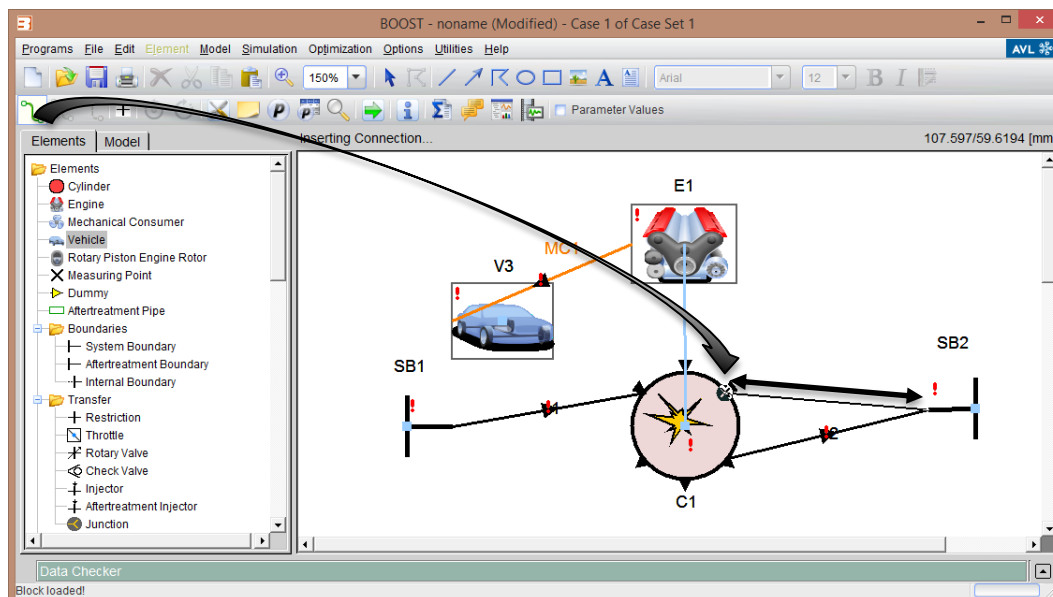 BOOST - noname (Modified) - Case 1 of Case Set 1
Programs File Edit Element Model Simulation Optimization Options Utilities Help
AVL
150% A Arial 12 B I
P P i Σ Parameter Values
Elements Model Inserting Connection... 107.597/59.6194 [mm
Elements
Cylinder
Engine
Mechanical Consumer
Vehicle
Rotary Piston Engine Rotor
Measuring Point
Dummy
Aftertreatment Pipe
Boundaries
System Boundary
Aftertreatment Boundary
Internal Boundary
Transfer
Restriction
Throttle
Rotary Valve
Check Valve
Injector
Aftertreatment Injector
Junction
E1
MC1
V3
SB1
SB2
C1
Data Checker
Block loaded!